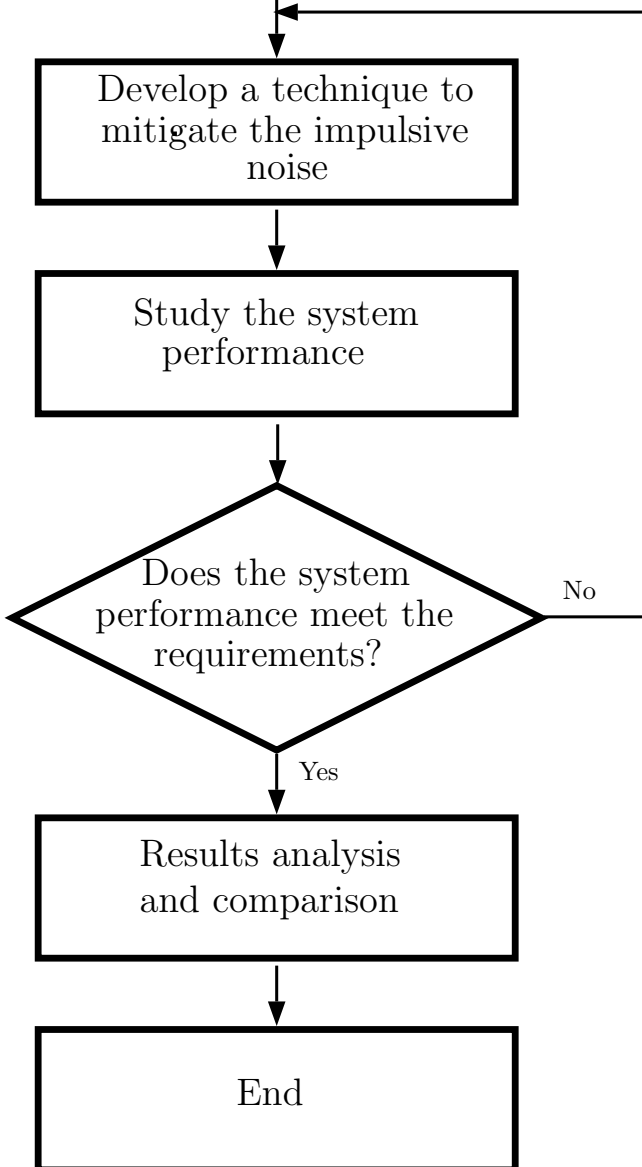 Develop a technique to
mitigate the impulsive
noise
Study the system
performance
Does the system
performance meet the
requirements?
No
Yes
Results analysis
and comparison
End